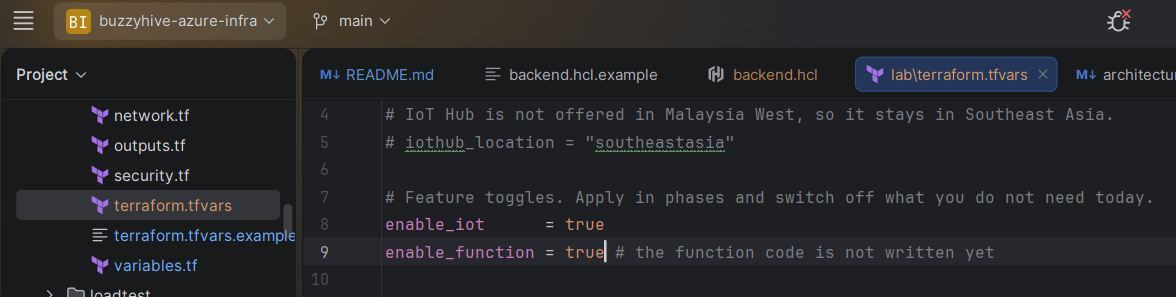 BI buzzyhive-azure-infra main
Project
README.md backend.hcl.example backend.hcl lab\terraform.tfvars architectur
network.tf
outputs.tf
security.tf
terraform.tfvars
terraform.tfvars.example
variables.tf
loadtest
4 # IoT Hub is not offered in Malaysia West, so it stays in Southeast Asia.
5 # iothub_location = "southeastasia"
6
7 # Feature toggles. Apply in phases and switch off what you do not need today.
8 enable_iot = true
9 enable_function = true # the function code is not written yet
10